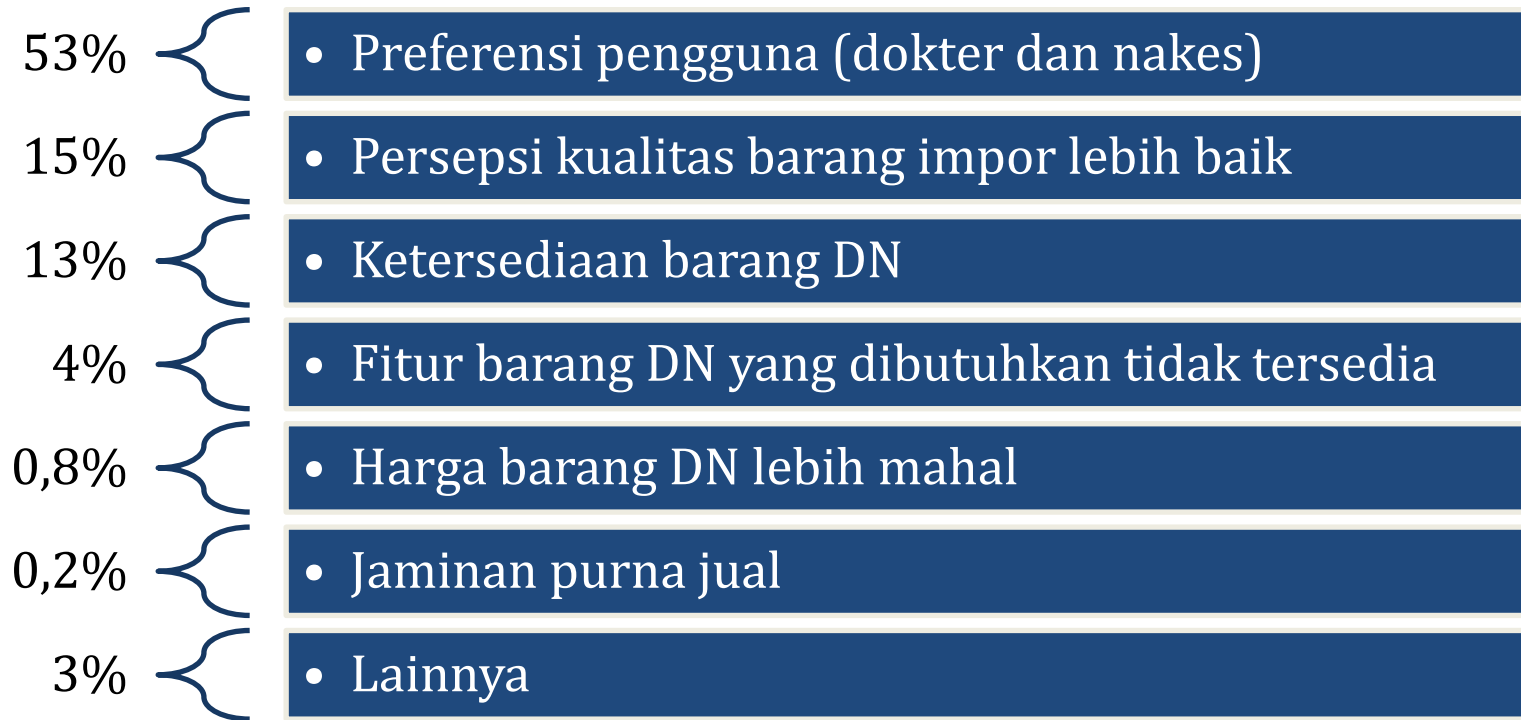 53% • Preferensi pengguna (dokter dan nakes)
15% • Persepsi kualitas barang impor lebih baik
13% • Ketersediaan barang DN
4% • Fitur barang DN yang dibutuhkan tidak tersedia
0,8% • Harga barang DN lebih mahal
0,2% • Jaminan purna jual
3% • Lainnya